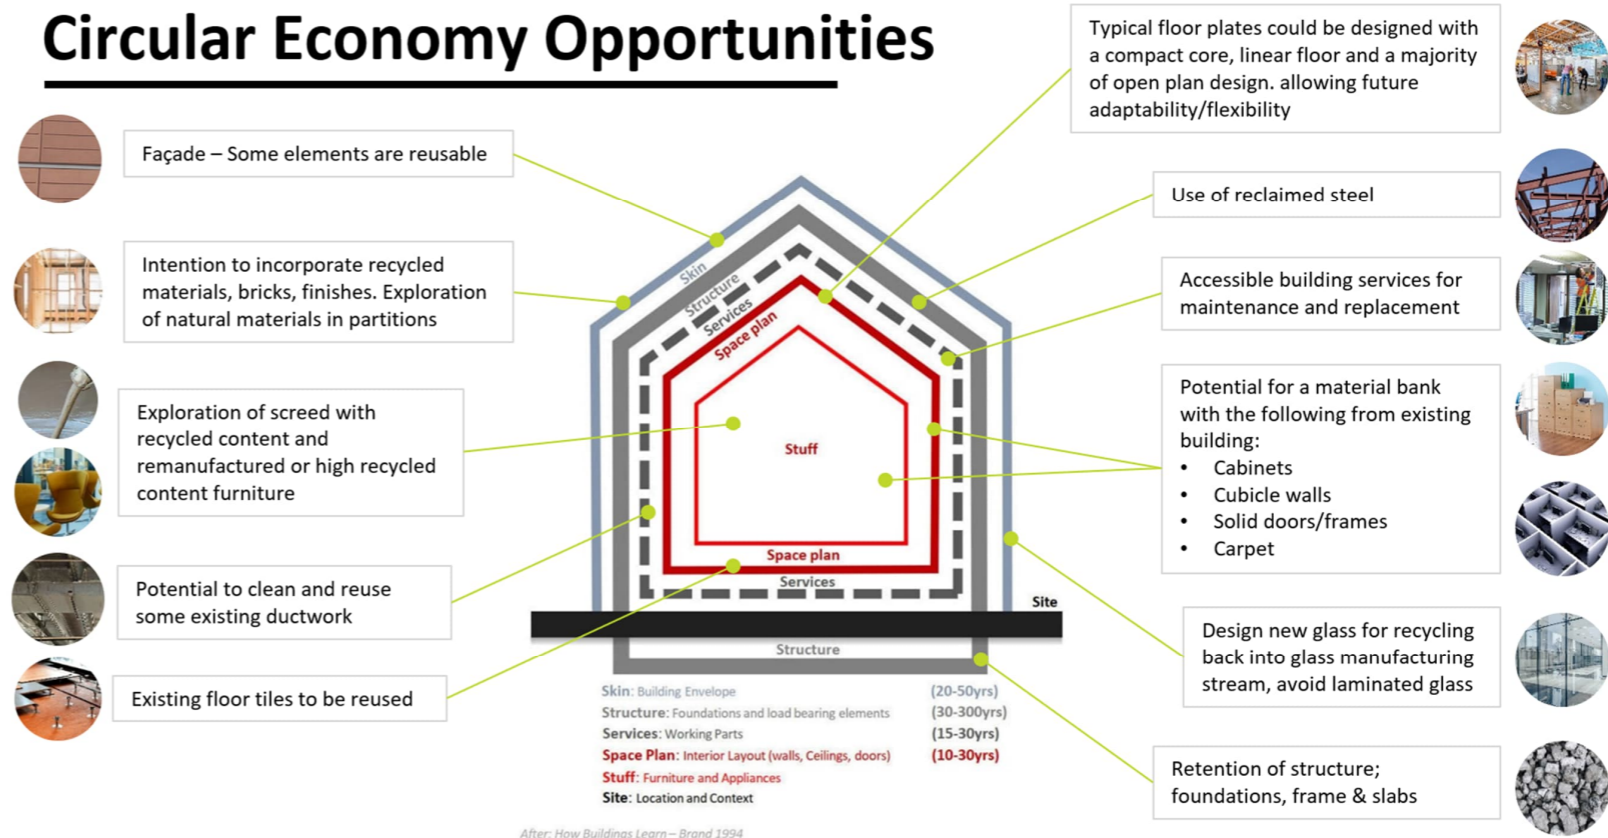 Circular Economy Opportunities
Façade – Some elements are reusable
Intention to incorporate recycled
materials, bricks, finishes. Exploration
of natural materials in partitions
Exploration of screed with
recycled content and
remanufactured or high recycled
content furniture
Potential to clean and reuse
some existing ductwork
Existing floor tiles to be reused
Skin
Structure
Services
Space plan
Stuff
Space plan
Services
Site
Structure
Skin: Building Envelope (20-50yrs)
Structure: Foundations and load bearing elements (30-300yrs)
Services: Working Parts (15-30yrs)
Space Plan: Interior Layout (walls, Ceilings, doors) (10-30yrs)
Stuff: Furniture and Appliances
Site: Location and Context
After: How Buildings Learn – Brand 1994
Typical floor plates could be designed with
a compact core, linear floor and a majority
of open plan design. allowing future
adaptability/flexibility
Use of reclaimed steel
Accessible building services for
maintenance and replacement
Potential for a material bank
with the following from existing
building:
• Cabinets
• Cubicle walls
• Solid doors/frames
• Carpet
Design new glass for recycling
back into glass manufacturing
stream, avoid laminated glass
Retention of structure;
foundations, frame & slabs